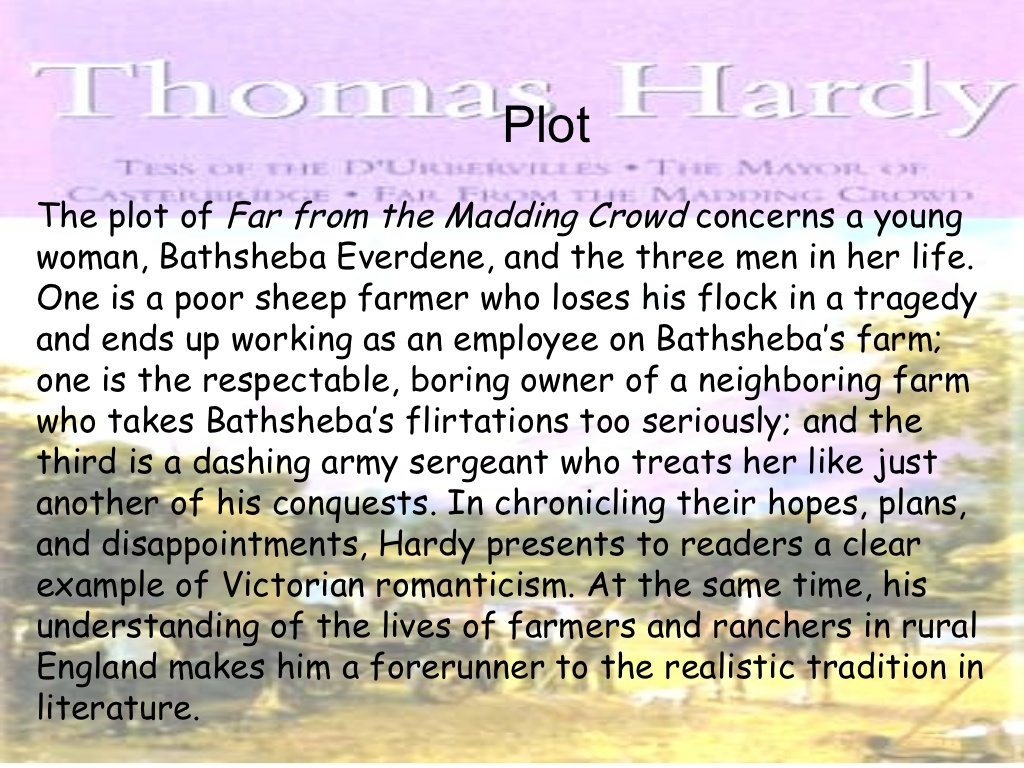 Thomas Hardy
Plot
TESS OF THE D'URBERVILLES • THE MAYOR OF
CASTERBRIDGE • FAR FROM THE MADDING CROWD
The plot of Far from the Madding Crowd concerns a young
woman, Bathsheba Everdene, and the three men in her life.
One is a poor sheep farmer who loses his flock in a tragedy
and ends up working as an employee on Bathsheba’s farm;
one is the respectable, boring owner of a neighboring farm
who takes Bathsheba’s flirtations too seriously; and the
third is a dashing army sergeant who treats her like just
another of his conquests. In chronicling their hopes, plans,
and disappointments, Hardy presents to readers a clear
example of Victorian romanticism. At the same time, his
understanding of the lives of farmers and ranchers in rural
England makes him a forerunner to the realistic tradition in
literature.